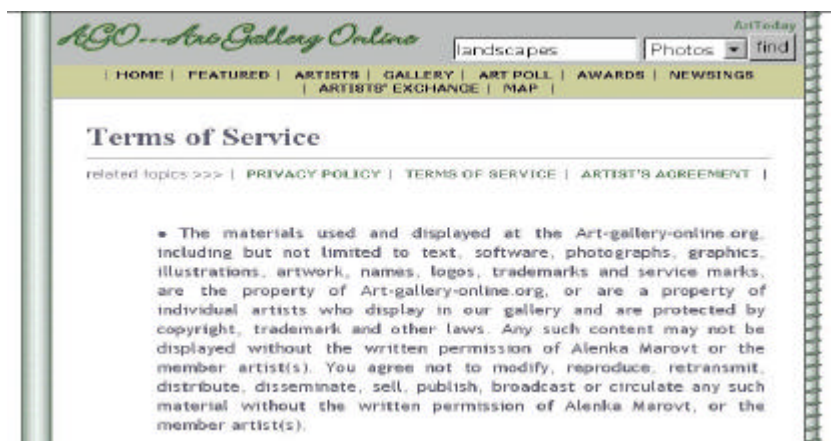 AGO---Art Gallery Online
ArtToday
landscapes Photos find
| HOME | FEATURED | ARTISTS | GALLERY | ART POLL | AWARDS | NEWSINGS
| ARTISTS' EXCHANGE | MAP |
Terms of Service
related topics >>> | PRIVACY POLICY | TERMS OF SERVICE | ARTIST'S AGREEMENT |
• The materials used and displayed at the Art-gallery-online.org,
including but not limited to text, software, photographs, graphics,
illustrations, artwork, names, logos, trademarks and service marks,
are the property of Art-gallery-online.org, or are a property of
individual artists who display in our gallery and are protected by
copyright, trademark and other laws. Any such content may not be
displayed without the written permission of Alenka Marovt or the
member artist(s). You agree not to modify, reproduce, retransmit,
distribute, disseminate, sell, publish, broadcast or circulate any such
material without the written permission of Alenka Marovt, or the
member artist(s).